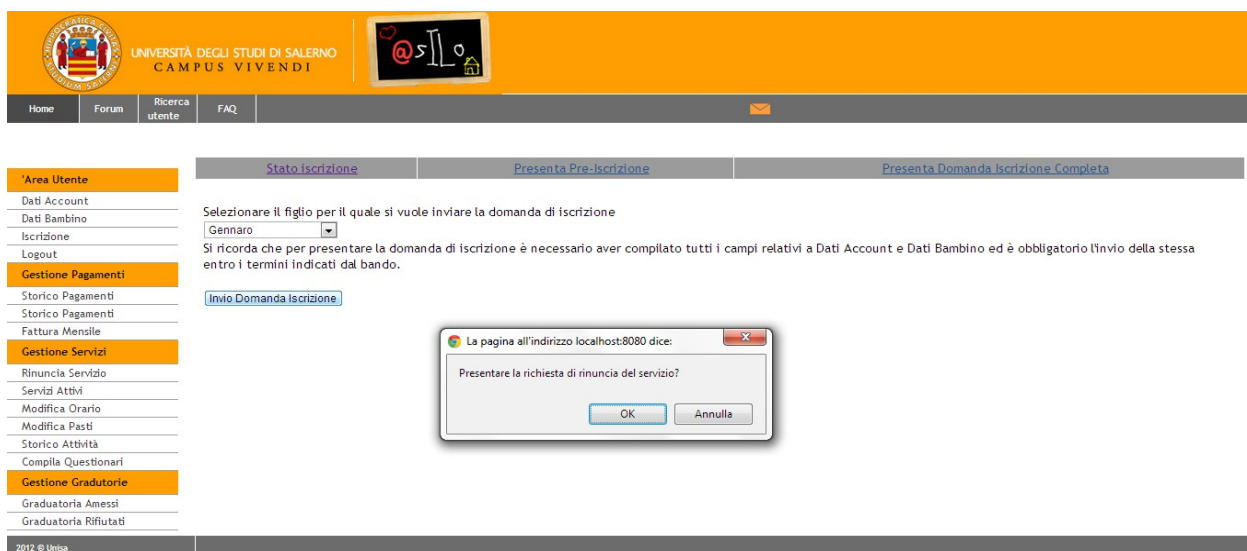 HIPPOCRATICA CIVITAS
STUDIUM SALERNI
UNIVERSITÀ DEGLI STUDI DI SALERNO
CAMPUS VIVENDI
@sILo
Home
Forum
Ricerca utente
FAQ
Stato iscrizione
Presenta Pre-Iscrizione
Presenta Domanda Iscrizione Completa
'Area Utente
Dati Account
Dati Bambino
Iscrizione
Logout
Gestione Pagamenti
Storico Pagamenti
Storico Pagamenti
Fattura Mensile
Gestione Servizi
Rinuncia Servizio
Servizi Attivi
Modifica Orario
Modifica Pasti
Storico Attività
Compila Questionari
Gestione Gradutorie
Graduatoria Amessi
Graduatoria Rifiutati
Selezionare il figlio per il quale si vuole inviare la domanda di iscrizione
Gennaro
Si ricorda che per presentare la domanda di iscrizione è necessario aver compilato tutti i campi relativi a Dati Account e Dati Bambino ed è obbligatorio l'invio della stessa
entro i termini indicati dal bando.
Invio Domanda Iscrizione
La pagina all'indirizzo localhost:8080 dice:
Presentare la richiesta di rinuncia del servizio?
OK
Annulla
2012 © Unisa